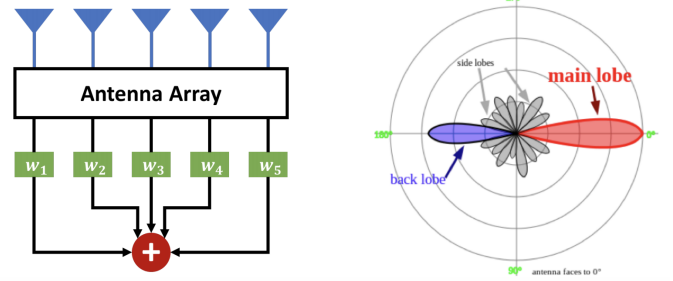 Antenna Array
w1 w2 w3 w4 w5
+
side lobes
main lobe
180°
0°
back lobe
90°
antenna faces to 0°